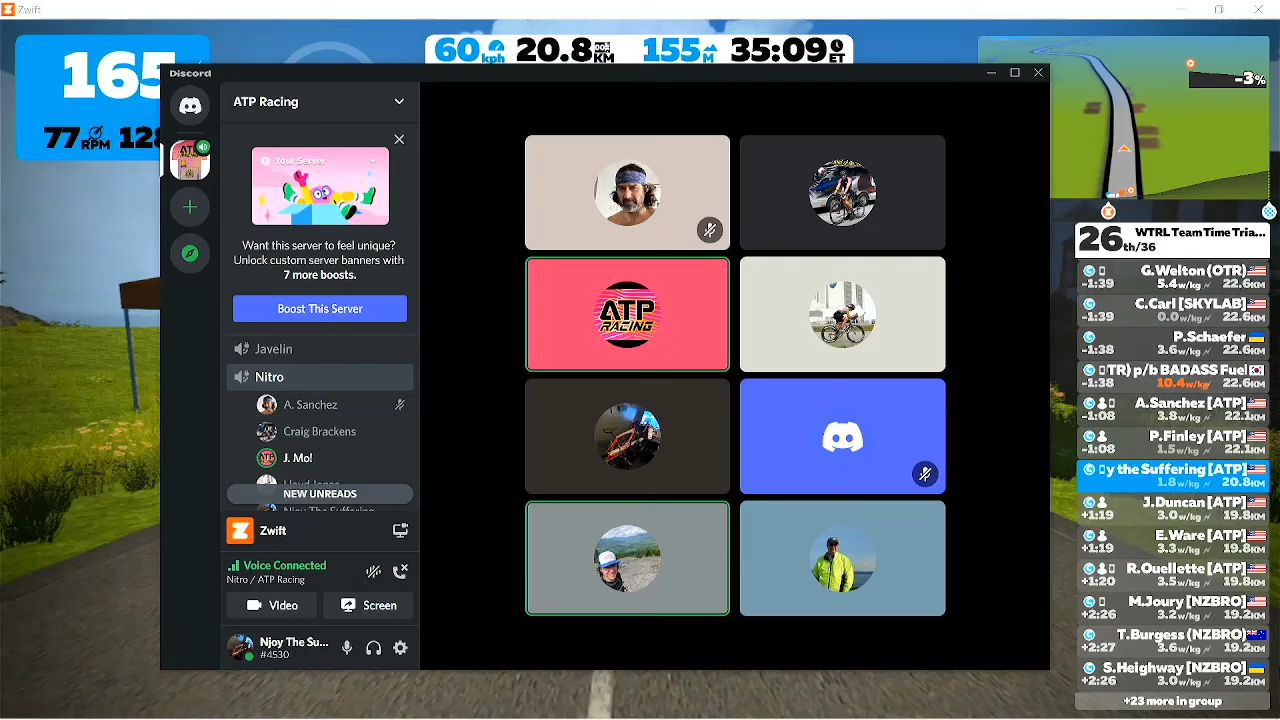 Zwift
165
77 RPM 128
60 kph 20.8 KM 155 M 35:09 ET
-3%
Discord
ATP Racing
Your Server
Want this server to feel unique?
Unlock custom server banners with
7 more boosts.
Boost This Server
Javelin
Nitro
A. Sanchez
Craig Brackens
J. Mo!
Lloyd Jones
NEW UNREADS
Njoy The Suffering
Zwift
Voice Connected
Nitro / ATP Racing
Video
Screen
Njoy The Su...
#4530
ATP
RACING
26th/36
WTRL Team Time Tria...
G.Welton (OTR)
-1:39 5.4w/kg 22.6KM
C.Carl [SKYLAB]
-1:39 0.0w/kg 22.6KM
P.Schaefer
-1:38 3.6w/kg 22.6KM
TR) p/b BADASS Fuel
-1:38 10.4w/kg 22.6KM
A.Sanchez [ATP]
-1:08 3.8w/kg 22.1KM
P.Finley [ATP]
-1:08 1.5w/kg 22.1KM
y the Suffering [ATP]
1.8w/kg 20.8KM
J.Duncan [ATP]
+1:19 3.0w/kg 19.8KM
E.Ware [ATP]
+1:19 3.3w/kg 19.8KM
R.Ouellette [ATP]
+1:20 3.5w/kg 19.8KM
M.Joury [NZBRO]
+2:26 3.2w/kg 19.2KM
T.Burgess (NZBRO)
+2:27 3.6w/kg 19.2KM
S.Heighway [NZBRO]
+2:26 3.0w/kg 19.2KM
+23 more in group